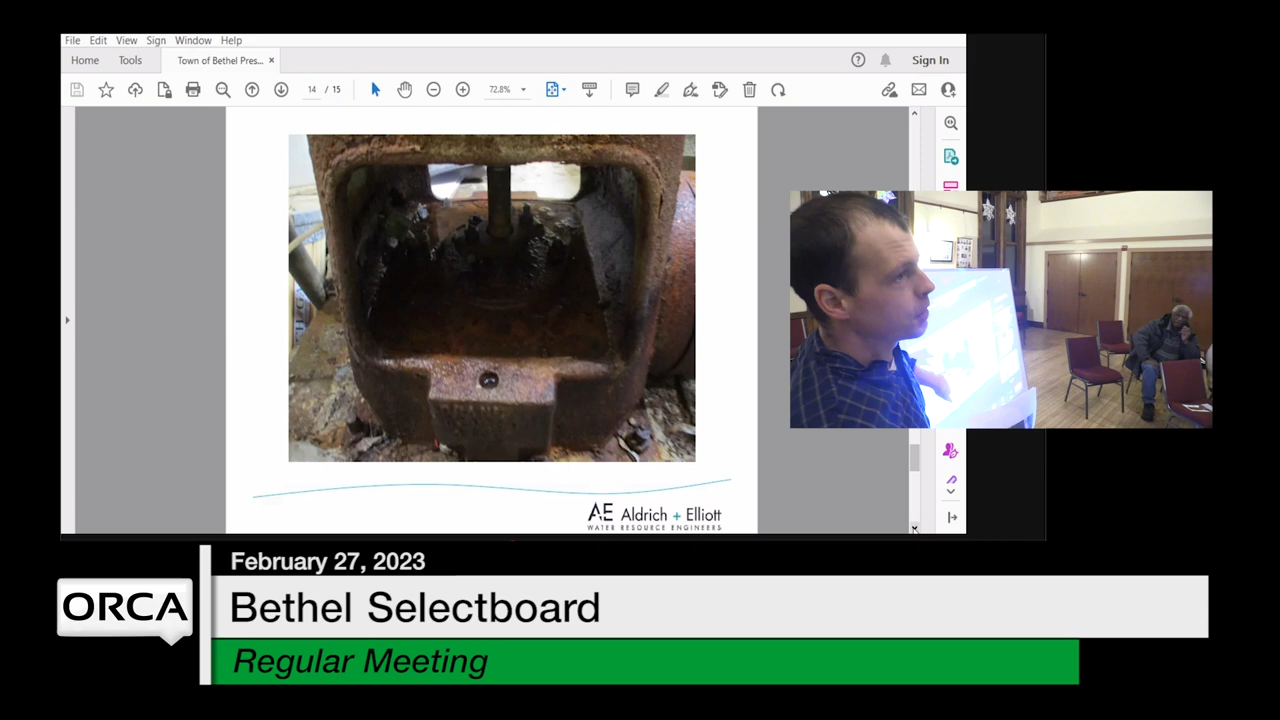 File Edit View Sign Window Help
Home Tools Town of Bethel Pres... × Sign In
14 / 15 72.8%
AE Aldrich + Elliott
WATER RESOURCE ENGINEERS
February 27, 2023
ORCA
Bethel Selectboard
Regular Meeting